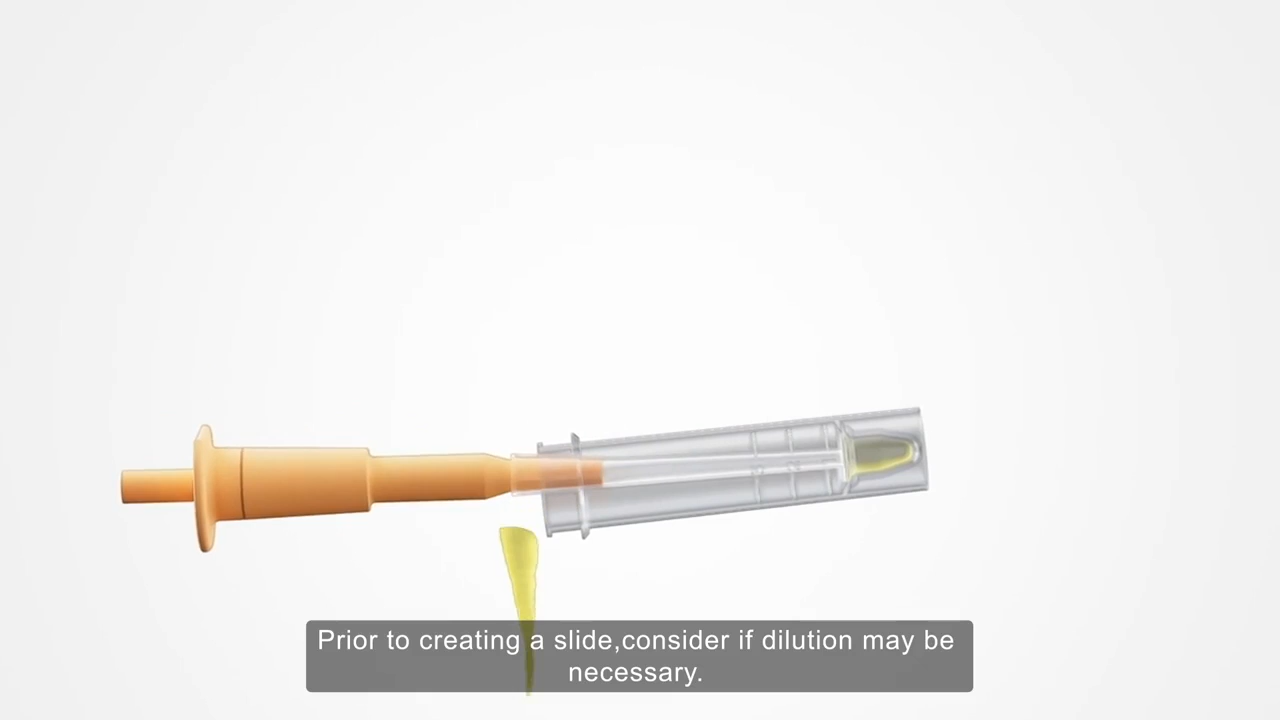 Prior to creating a slide,consider if dilution may be
necessary.